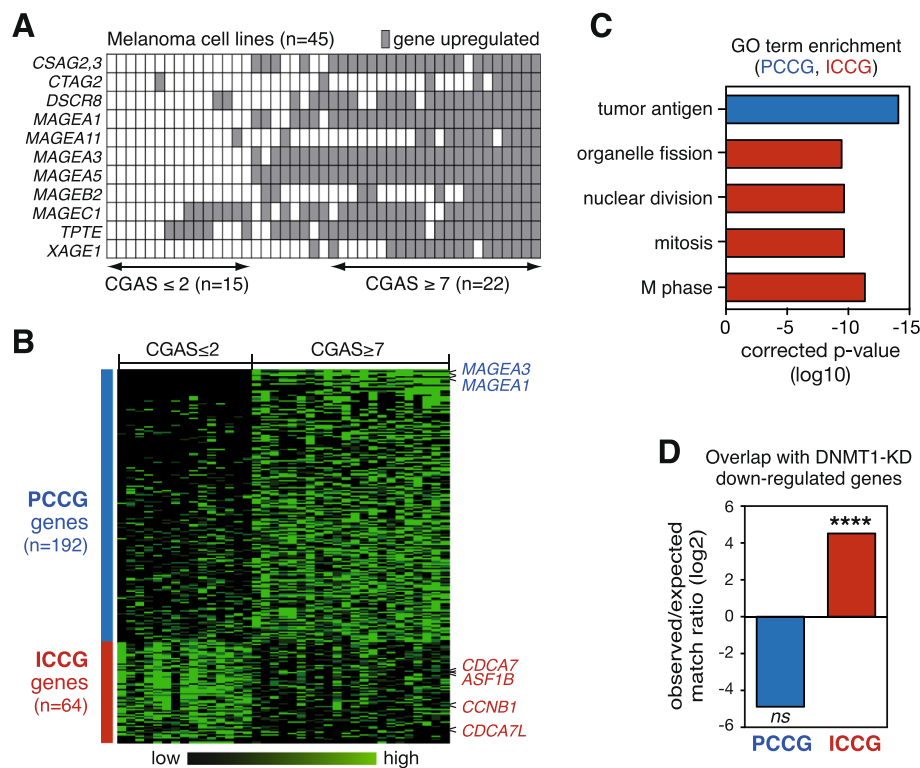 A
Melanoma cell lines (n=45)
gene upregulated
CSAG2,3
CTAG2
DSCR8
MAGEA1
MAGEA11
MAGEA3
MAGEA5
MAGEB2
MAGEC1
TPTE
XAGE1
CGAS ≤ 2 (n=15)
CGAS ≥ 7 (n=22)
B
CGAS≤2
CGAS≥7
MAGEA3
MAGEA1
PCCG
genes
(n=192)
ICCG
genes
(n=64)
CDCA7
ASF1B
CCNB1
CDCA7L
low
high
C
GO term enrichment
(PCCG, ICCG)
tumor antigen
organelle fission
nuclear division
mitosis
M phase
0
-5
-10
-15
corrected p-value
(log10)
D
Overlap with DNMT1-KD
down-regulated genes
observed/expected
match ratio (log2)
6
4
2
0
-2
-4
-6
****
ns
PCCG
ICCG